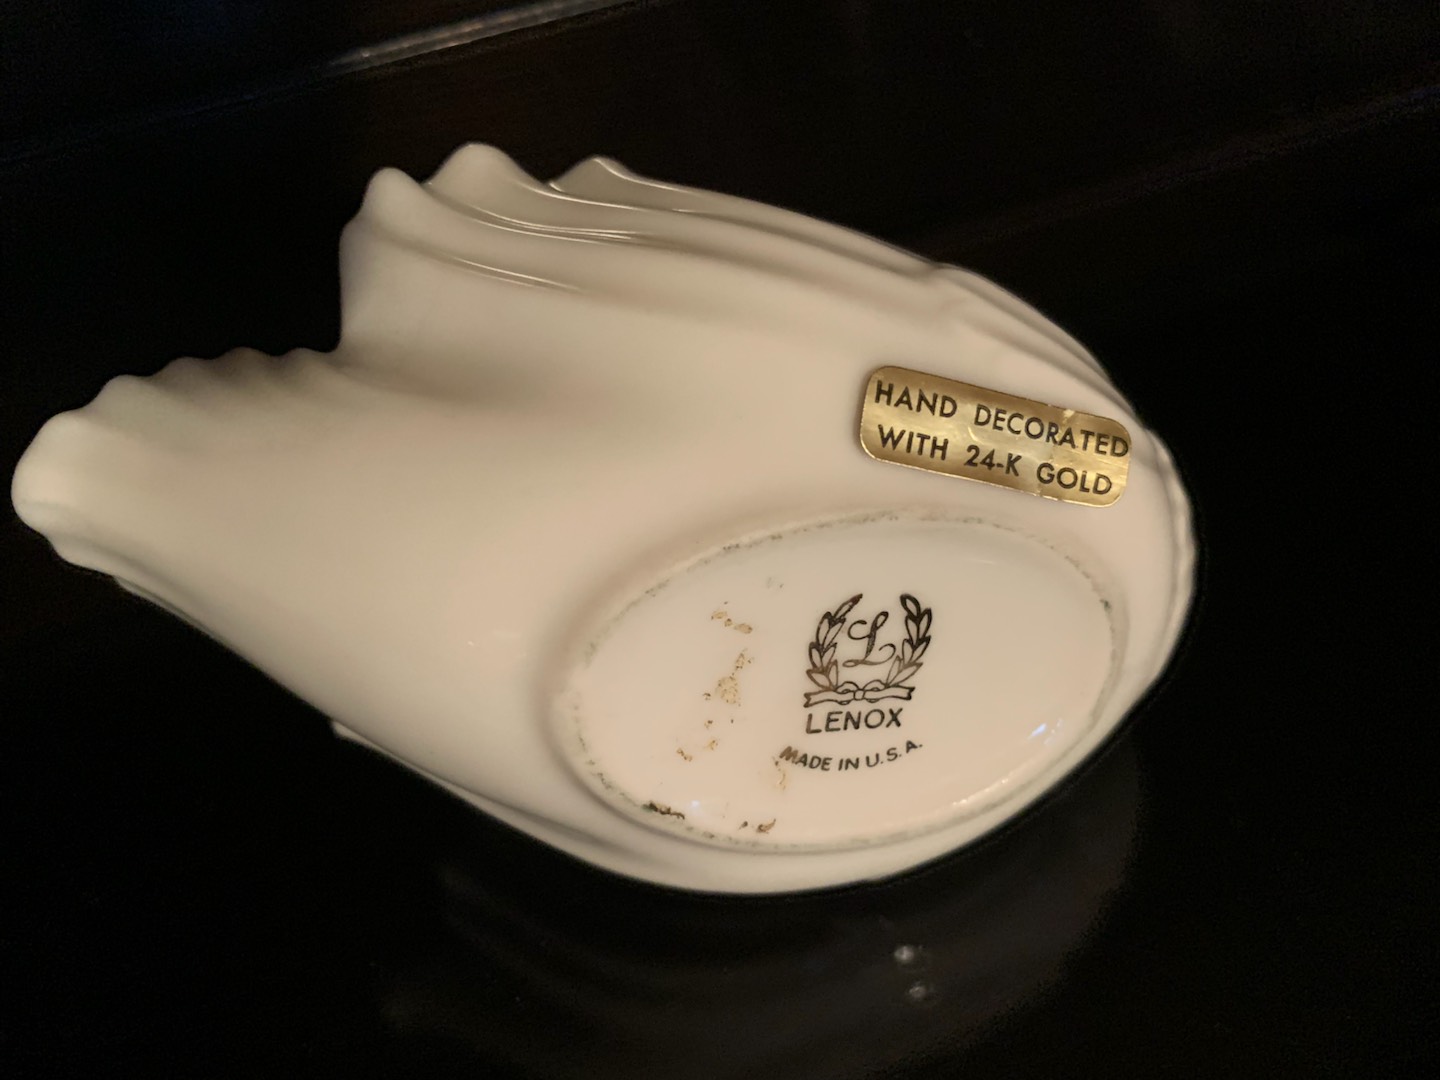 HAND DECORATED
WITH 24-K GOLD
L
LENOX
MADE IN U.S.A.